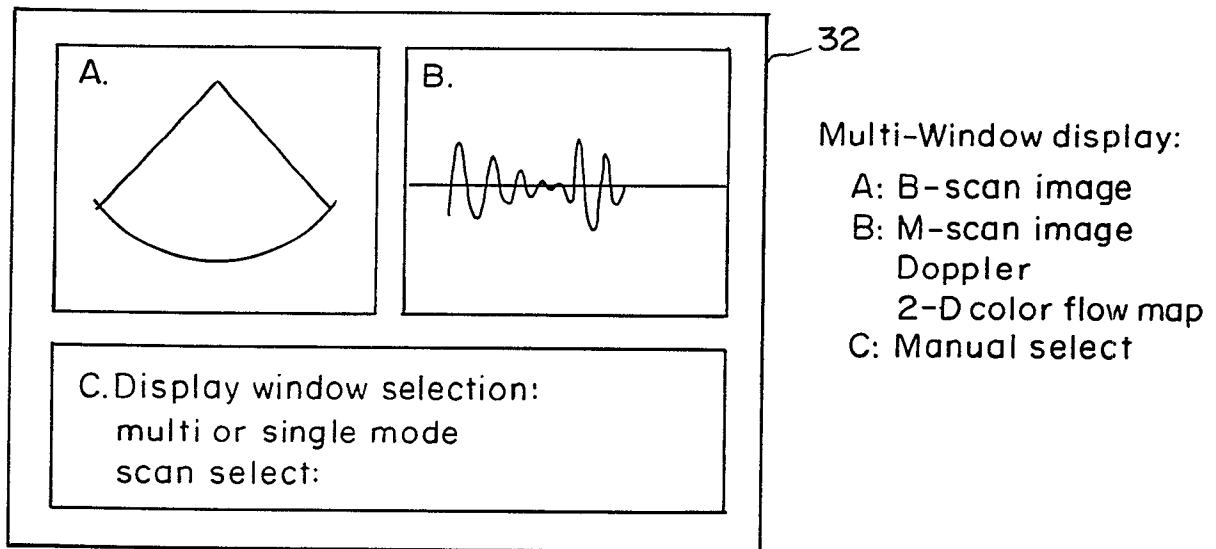 A.
B.
32
C. Display window selection:
multi or single mode
scan select:
Multi-Window display:
A: B-scan image
B: M-scan image
Doppler
2-D color flow map
C: Manual select